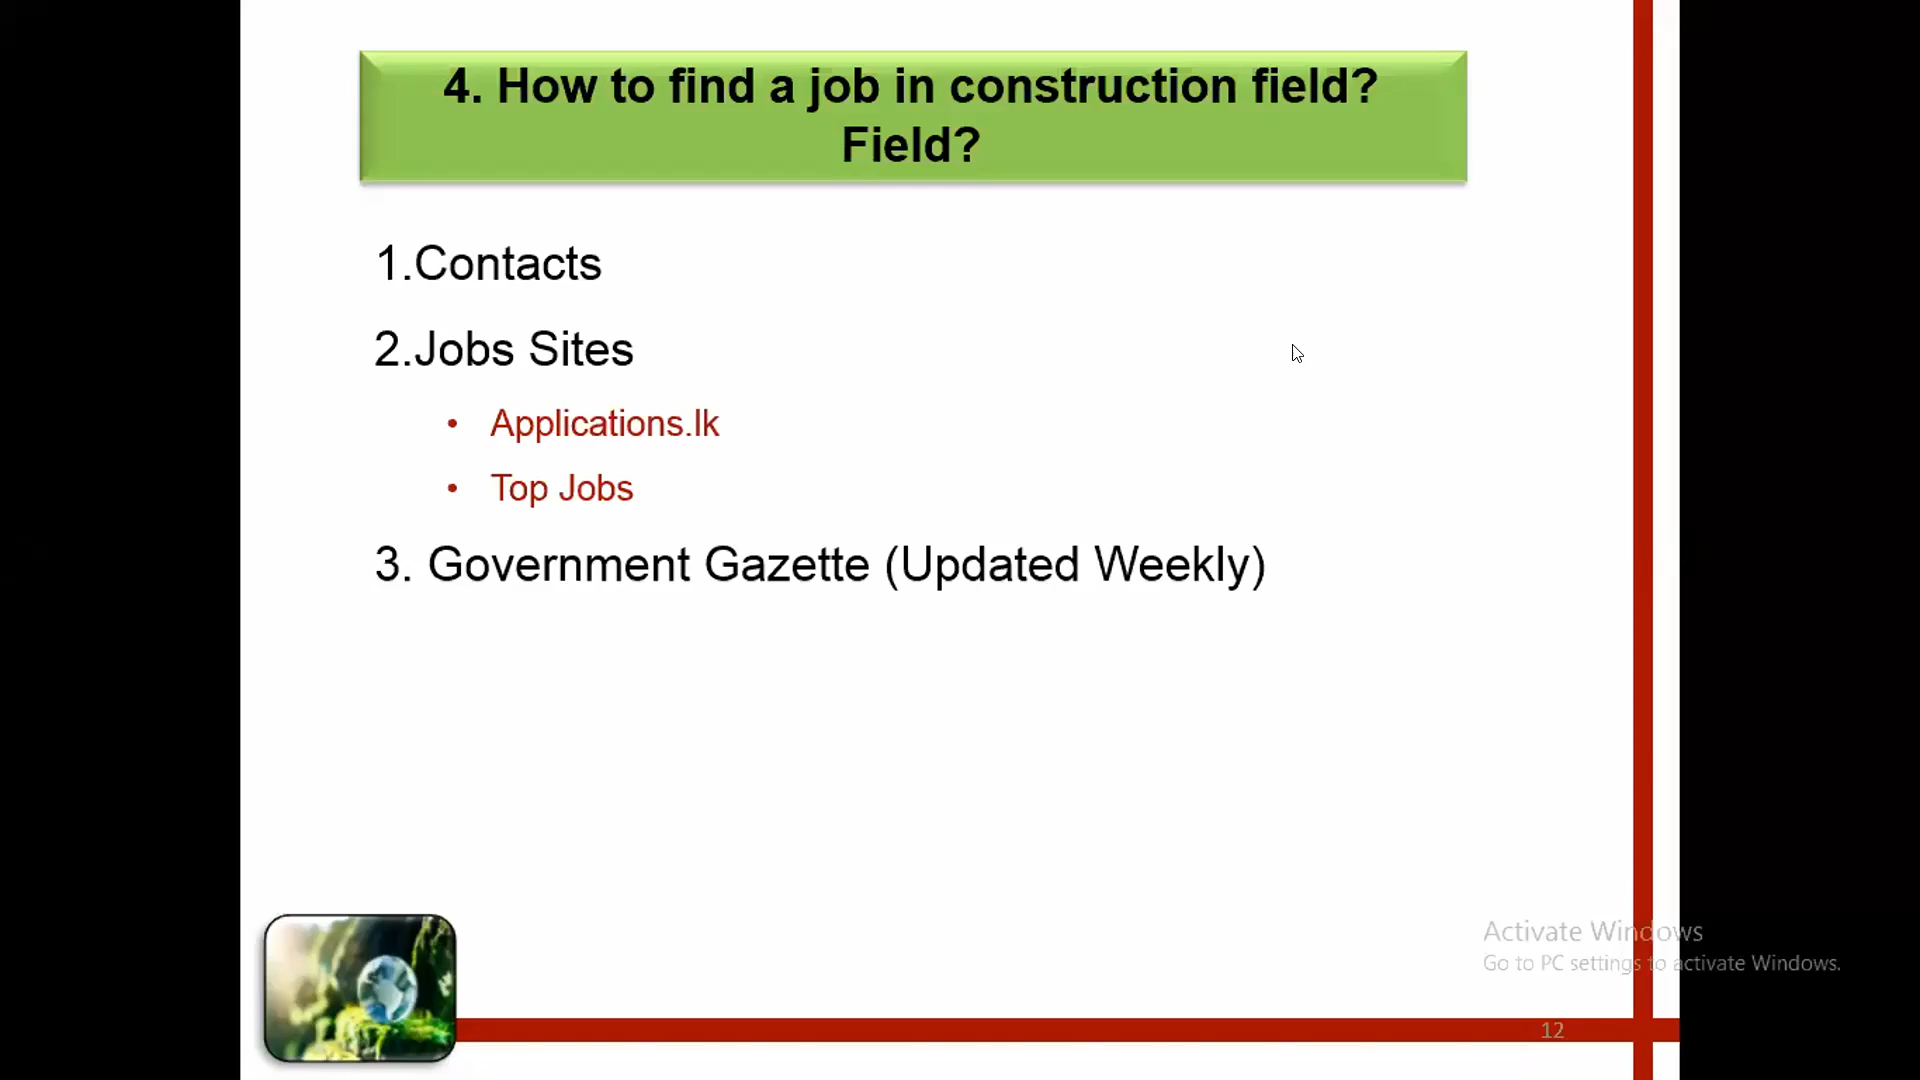 4. How to find a job in construction field?
Field?
1.Contacts
2.Jobs Sites
• Applications.lk
• Top Jobs
3. Government Gazette (Updated Weekly)
Activate Windows
Go to PC settings to activate Windows.
12